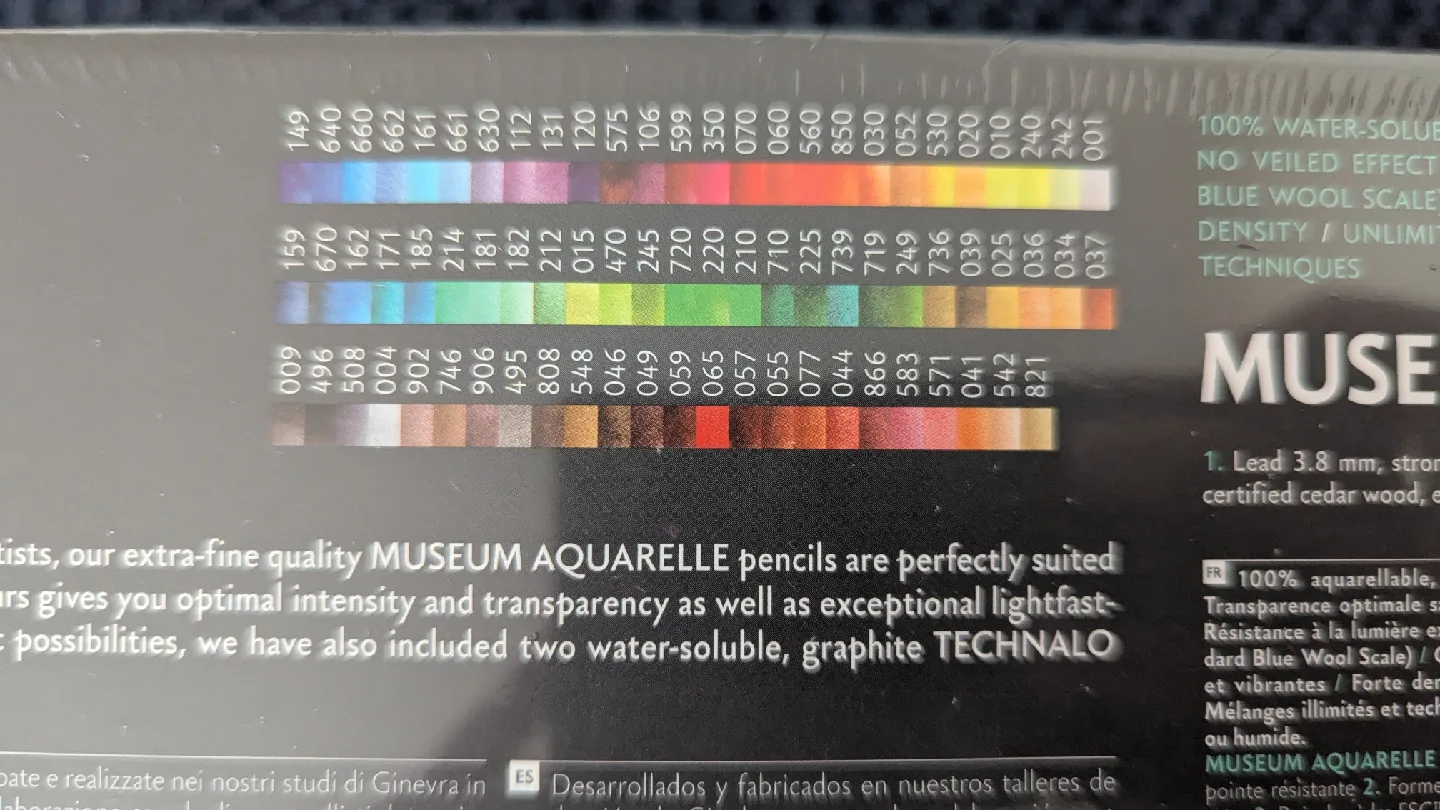 149 640 660 662 161 661 630 112 131 120 575 106 599 350 070 060 560 850 030 052 530 020 010 240 242 001
159 670 162 171 185 214 181 182 212 015 470 245 720 220 210 710 225 739 719 249 736 039 025 036 034 037
009 496 508 004 902 746 906 495 808 548 046 049 059 065 057 055 077 044 866 583 571 041 542 821
tists, our extra-fine quality MUSEUM AQUARELLE pencils are perfectly suited
urs gives you optimal intensity and transparency as well as exceptional lightfast-
possibilities, we have also included two water-soluble, graphite TECHNALO
pate e realizzate nei nostri studi di Ginevra in
ES Desarrollados y fabricados en nuestros talleres de
100% WATER-SOLUB
NO VEILED EFFECT
BLUE WOOL SCALE
DENSITY / UNLIMI
TECHNIQUES
MUSE
1. Lead 3.8 mm, stron
certified cedar wood, e
FR 100% aquarellable,
Transparence optimale s
Résistance à la lumière ex
dard Blue Wool Scale) /
et vibrantes / Forte den
Mélanges illimités et tech
ou humide.
MUSEUM AQUARELLE
pointe résistante 2. Forme